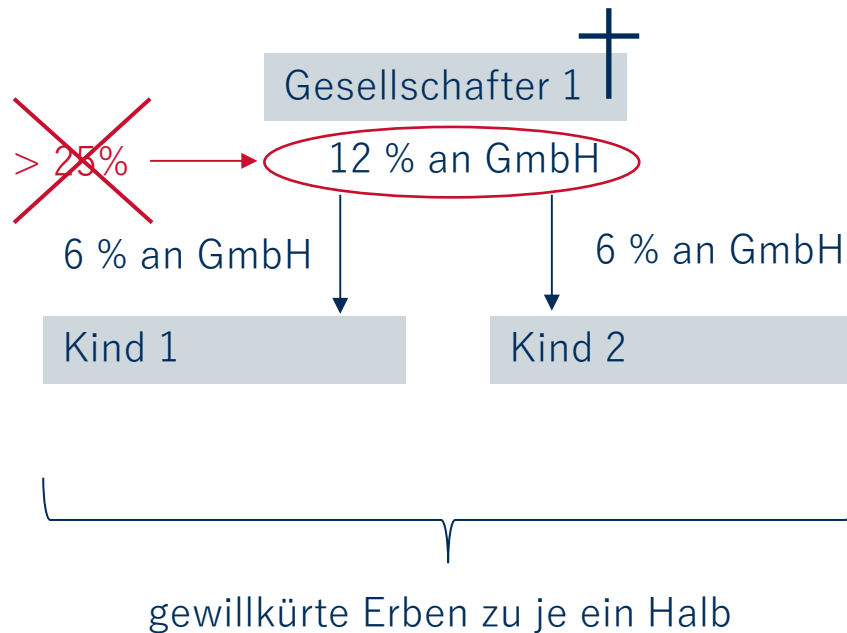 Gesellschafter 1
> 25%
12 % an GmbH
6 % an GmbH
6 % an GmbH
Kind 1
Kind 2
gewillkürte Erben zu je ein Halb